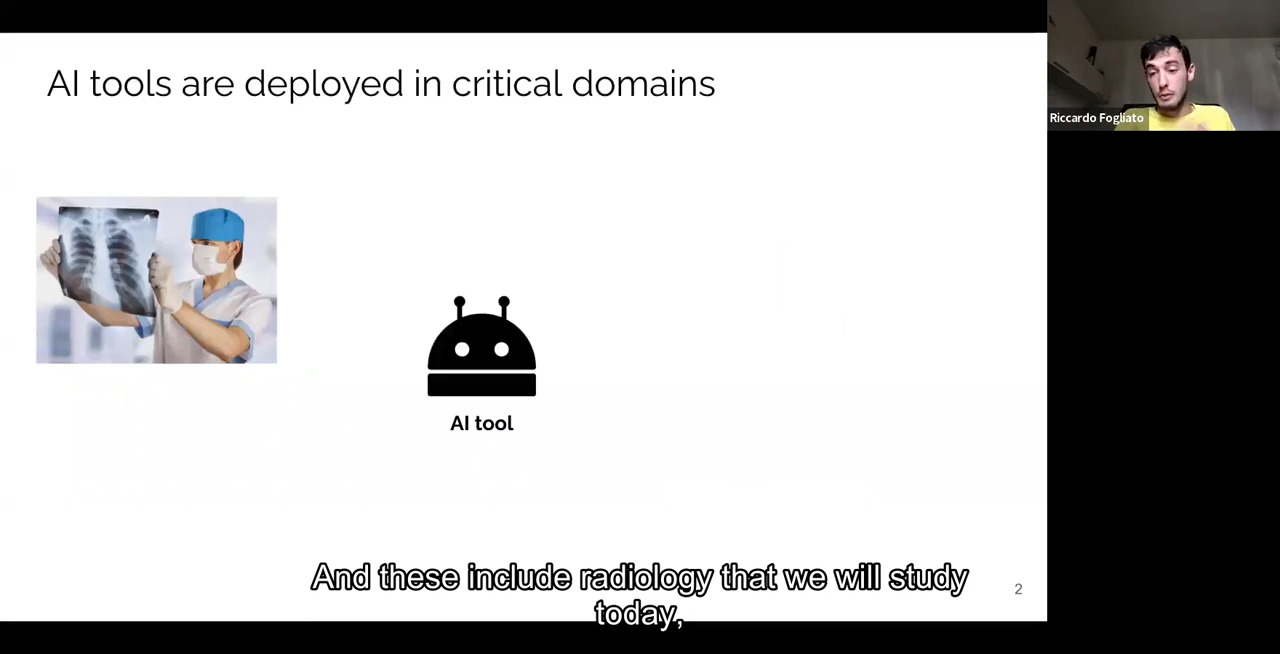 AI tools are deployed in critical domains
Riccardo Fogliato
AI tool
And these include radiology that we will study
today,
2